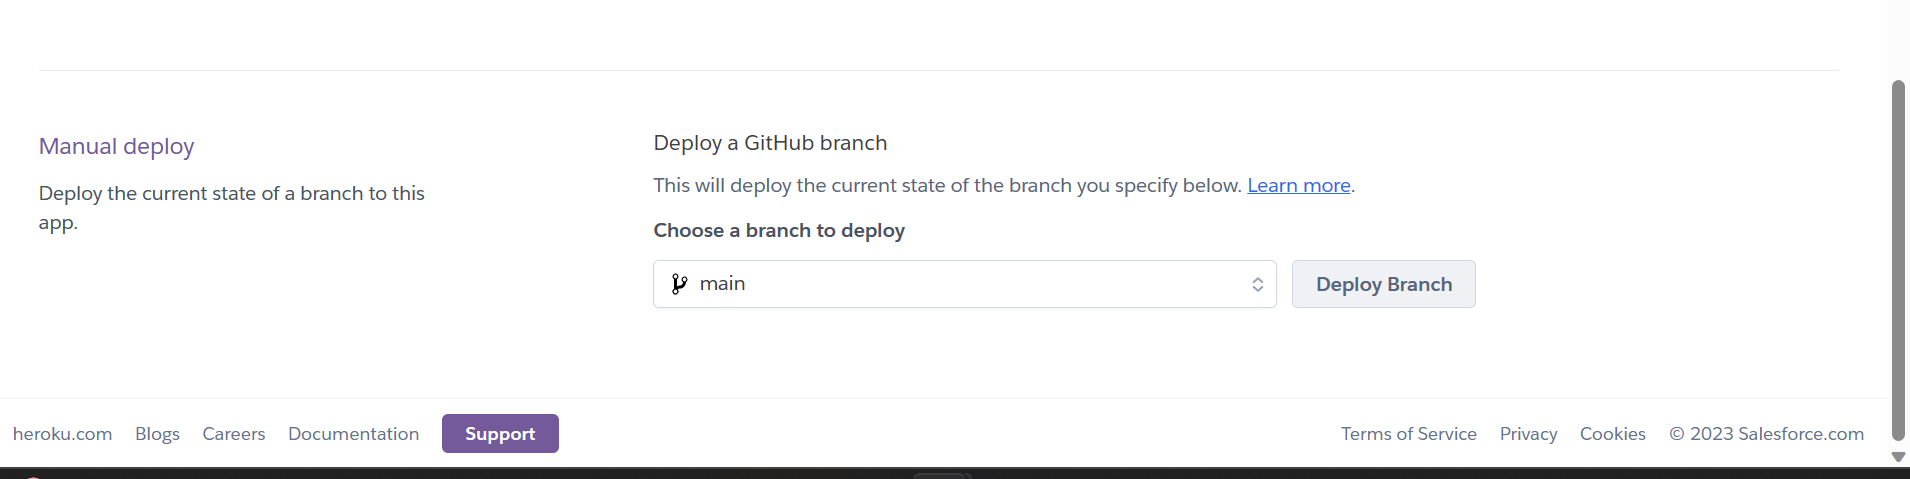 Manual deploy
Deploy the current state of a branch to this
app.
Deploy a GitHub branch
This will deploy the current state of the branch you specify below. Learn more.
Choose a branch to deploy
main
Deploy Branch
heroku.com Blogs Careers Documentation Support Terms of Service Privacy Cookies © 2023 Salesforce.com